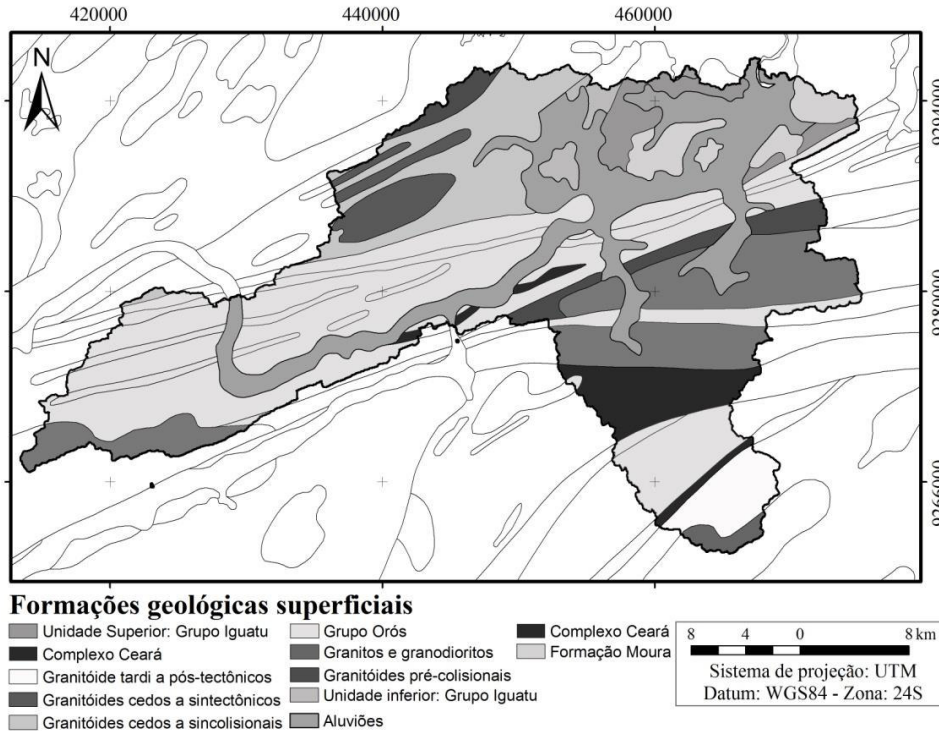 420000 440000 460000
N
9294000
9280000
9266000
Formações geológicas superficiais
Unidade Superior: Grupo Iguatu
Complexo Ceará
Granitóide tardi a pós-tectônicos
Granitóides cedos a sintectônicos
Granitóides cedos a sincolisionais
Grupo Orós
Granitos e granodioritos
Granitóides pré-colisionais
Unidade inferior: Grupo Iguatu
Aluviões
Complexo Ceará
Formação Moura
8 4 0 8 km
Sistema de projeção: UTM
Datum: WGS84 - Zona: 24S